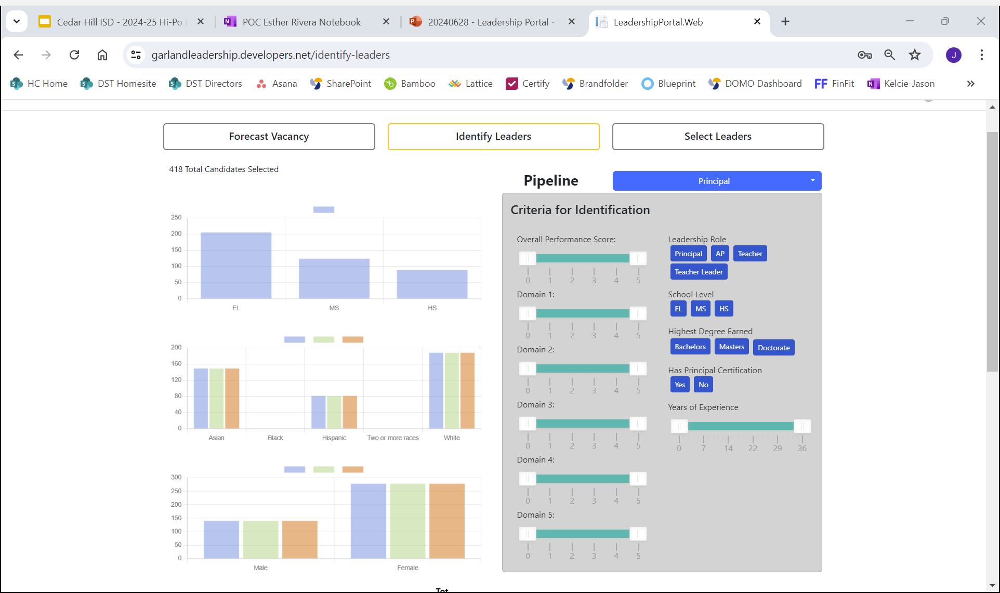 Cedar Hill ISD - 2024-25 Hi-Po
POC Esther Rivera Notebook
20240628 - Leadership Portal -
LeadershipPortal.Web
garlandleadership.developers.net/identify-leaders
J
HC Home DST Homesite DST Directors Asana SharePoint Bamboo Lattice Certify Brandfolder Blueprint DOMO Dashboard FinFit Kelcie-Jason
Forecast Vacancy Identify Leaders Select Leaders
418 Total Candidates Selected
Pipeline Principal
250
200
150
100
50
0
EL MS HS
200
160
120
80
40
0
Asian Black Hispanic Two or more races White
300
250
200
150
100
50
0
Male Female
Criteria for Identification
Overall Performance Score:
0 1 2 3 4 5
Domain 1:
0 1 2 3 4 5
Domain 2:
0 1 2 3 4 5
Domain 3:
0 1 2 3 4 5
Domain 4:
0 1 2 3 4 5
Domain 5:
0 1 2 3 4 5
Leadership Role
Principal AP Teacher
Teacher Leader
School Level
EL MS HS
Highest Degree Earned
Bachelors Masters Doctorate
Has Principal Certification
Yes No
Years of Experience
0 7 14 22 29 36